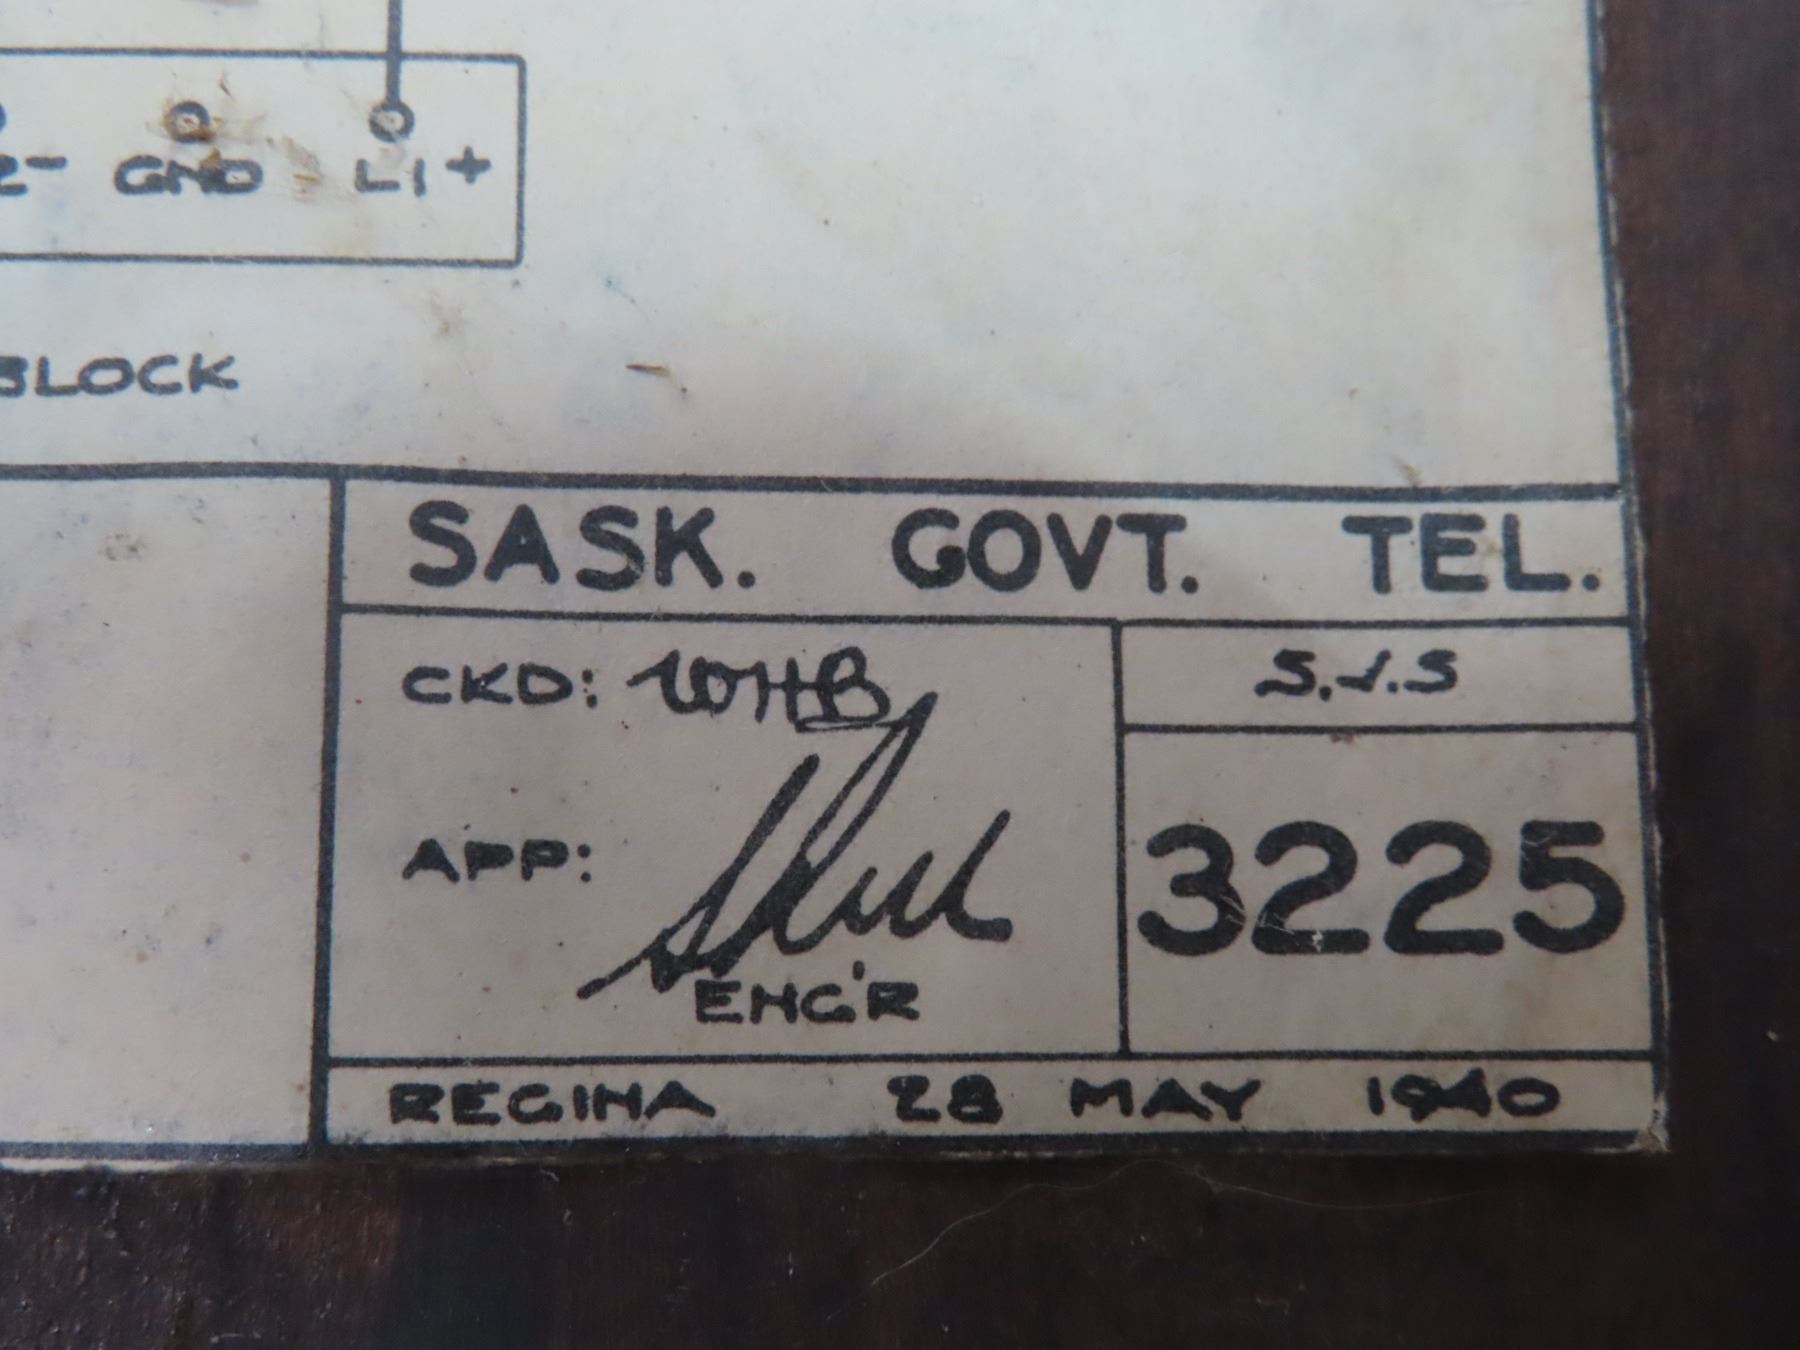 2- GND L1 +
BLOCK
SASK. GOVT. TEL.
CKD: WHB
S.J.S
APP:
3225
ENG'R
REGINA 28 MAY 1940